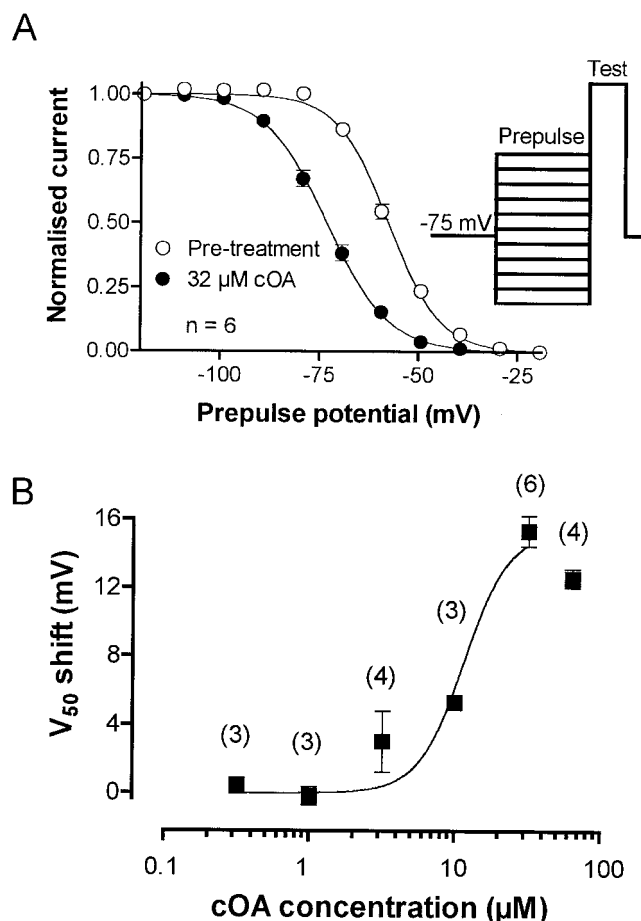 A
Test
Prepulse
-75 mV
Normalised current
1.00
0.75
0.50
0.25
0.00
Pre-treatment
32 µM cOA
n = 6
-100
-75
-50
-25
Prepulse potential (mV)
B
V50 shift (mV)
16
12
8
4
0
(3)
(3)
(4)
(3)
(6)
(4)
0.1
1
10
100
cOA concentration (µM)